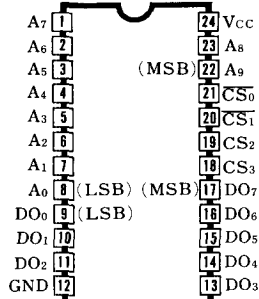 A₇ 1 24 Vcc
A₆ 2 23 A₈
A₅ 3 (MSB) 22 A₉
A₄ 4 21 C̅S̅₀
A₃ 5 20 C̅S̅₁
A₂ 6 19 CS₂
A₁ 7 18 CS₃
A₀ 8 (LSB) (MSB) 17 DO₇
DO₀ 9 (LSB) 16 DO₆
DO₁ 10 15 DO₅
DO₂ 11 14 DO₄
GND 12 13 DO₃